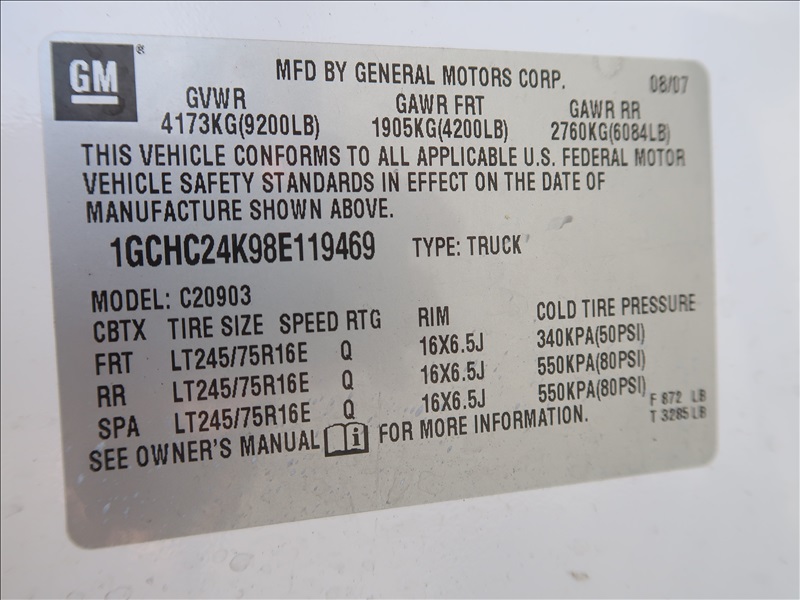 GM®
MFD BY GENERAL MOTORS CORP. 08/07
GVWR GAWR FRT GAWR RR
4173KG(9200LB) 1905KG(4200LB) 2760KG(6084LB)
THIS VEHICLE CONFORMS TO ALL APPLICABLE U.S. FEDERAL MOTOR
VEHICLE SAFETY STANDARDS IN EFFECT ON THE DATE OF
MANUFACTURE SHOWN ABOVE.
1GCHC24K98E119469 TYPE: TRUCK
MODEL: C20903
CBTX TIRE SIZE SPEED RTG RIM COLD TIRE PRESSURE
FRT LT245/75R16E Q 16X6.5J 340KPA(50PSI)
RR LT245/75R16E Q 16X6.5J 550KPA(80PSI)
SPA LT245/75R16E Q 16X6.5J 550KPA(80PSI)
F 872 LB
T 3285 LB
SEE OWNER'S MANUAL i FOR MORE INFORMATION.